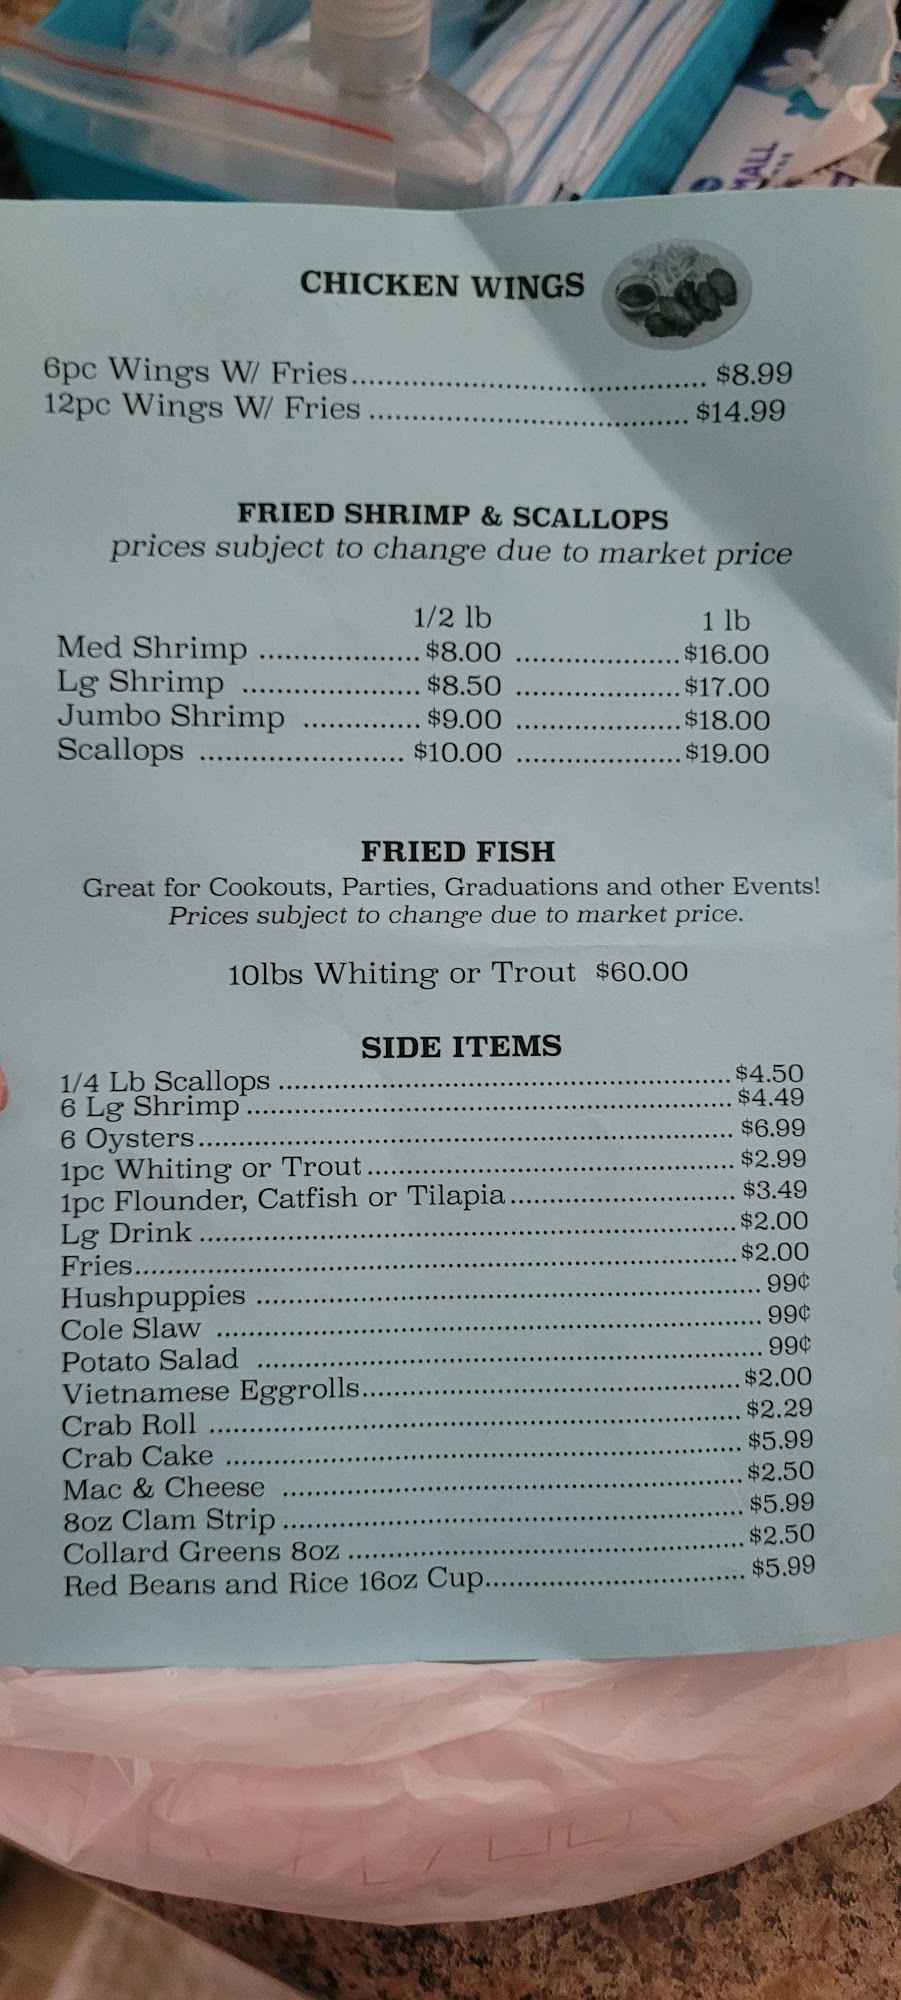 MALL
CHICKEN WINGS
6pc Wings W/ Fries.......... $8.99
12pc Wings W/ Fries .......... $14.99
FRIED SHRIMP & SCALLOPS
prices subject to change due to market price
1/2 lb 1 lb
Med Shrimp .......... $8.00 .......... $16.00
Lg Shrimp .......... $8.50 .......... $17.00
Jumbo Shrimp .......... $9.00 .......... $18.00
Scallops .......... $10.00 .......... $19.00
FRIED FISH
Great for Cookouts, Parties, Graduations and other Events!
Prices subject to change due to market price.
10lbs Whiting or Trout $60.00
SIDE ITEMS
1/4 Lb Scallops .......... $4.50
6 Lg Shrimp .......... $4.49
6 Oysters .......... $6.99
1pc Whiting or Trout .......... $2.99
1pc Flounder, Catfish or Tilapia .......... $3.49
Lg Drink .......... $2.00
Fries .......... $2.00
Hushpuppies .......... 99¢
Cole Slaw .......... 99¢
Potato Salad .......... 99¢
Vietnamese Eggrolls .......... $2.00
Crab Roll .......... $2.29
Crab Cake .......... $5.99
Mac & Cheese .......... $2.50
8oz Clam Strip .......... $5.99
Collard Greens 8oz .......... $2.50
Red Beans and Rice 16oz Cup .......... $5.99